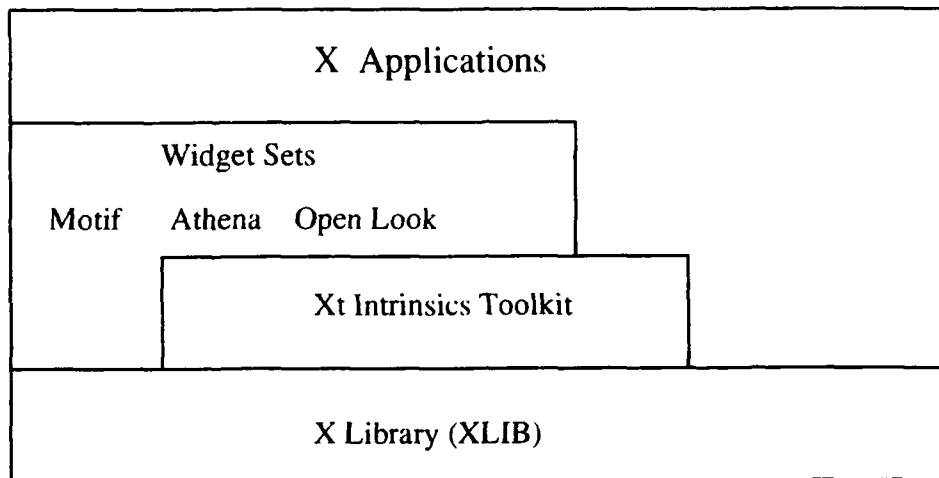 X Applications
Widget Sets
Motif Athena Open Look
Xt Intrinsics Toolkit
X Library (XLIB)